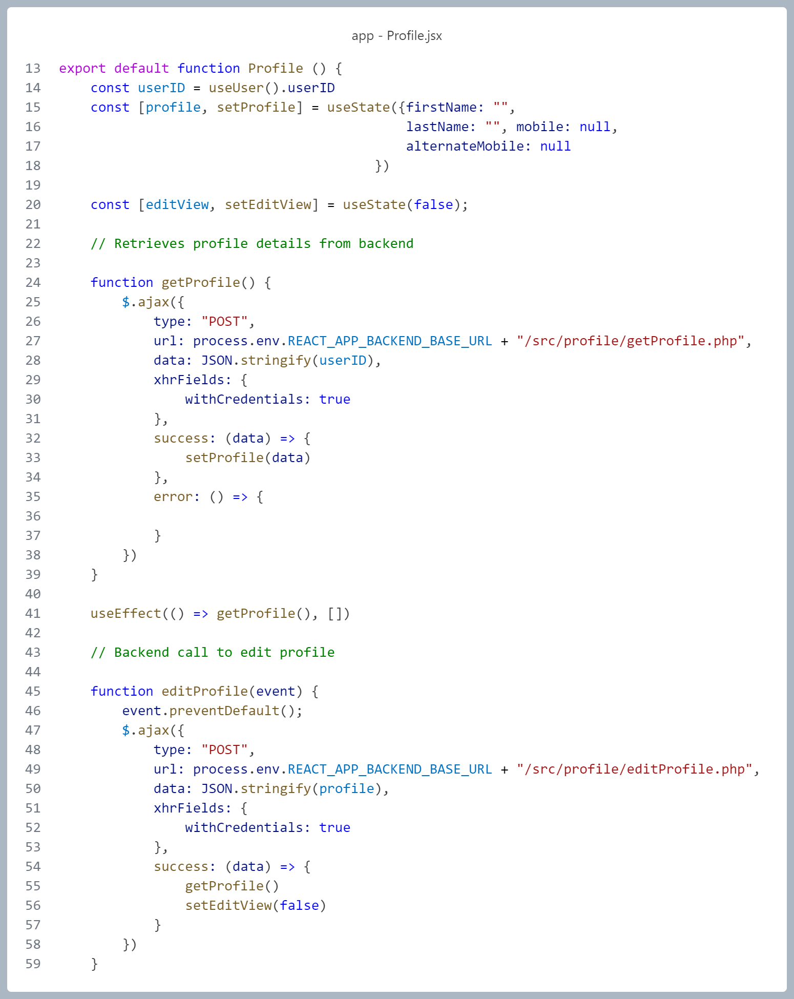 app - Profile.jsx
13 export default function Profile () {
14     const userID = useUser().userID
15     const [profile, setProfile] = useState({firstName: "",
16                                             lastName: "", mobile: null,
17                                             alternateMobile: null
18                                         })
19
20     const [editView, setEditView] = useState(false);
21
22     // Retrieves profile details from backend
23
24     function getProfile() {
25         $.ajax({
26             type: "POST",
27             url: process.env.REACT_APP_BACKEND_BASE_URL + "/src/profile/getProfile.php",
28             data: JSON.stringify(userID),
29             xhrFields: {
30                 withCredentials: true
31             },
32             success: (data) => {
33                 setProfile(data)
34             },
35             error: () => {
36
37             }
38         })
39     }
40
41     useEffect(() => getProfile(), [])
42
43     // Backend call to edit profile
44
45     function editProfile(event) {
46         event.preventDefault();
47         $.ajax({
48             type: "POST",
49             url: process.env.REACT_APP_BACKEND_BASE_URL + "/src/profile/editProfile.php",
50             data: JSON.stringify(profile),
51             xhrFields: {
52                 withCredentials: true
53             },
54             success: (data) => {
55                 getProfile()
56                 setEditView(false)
57             }
58         })
59     }